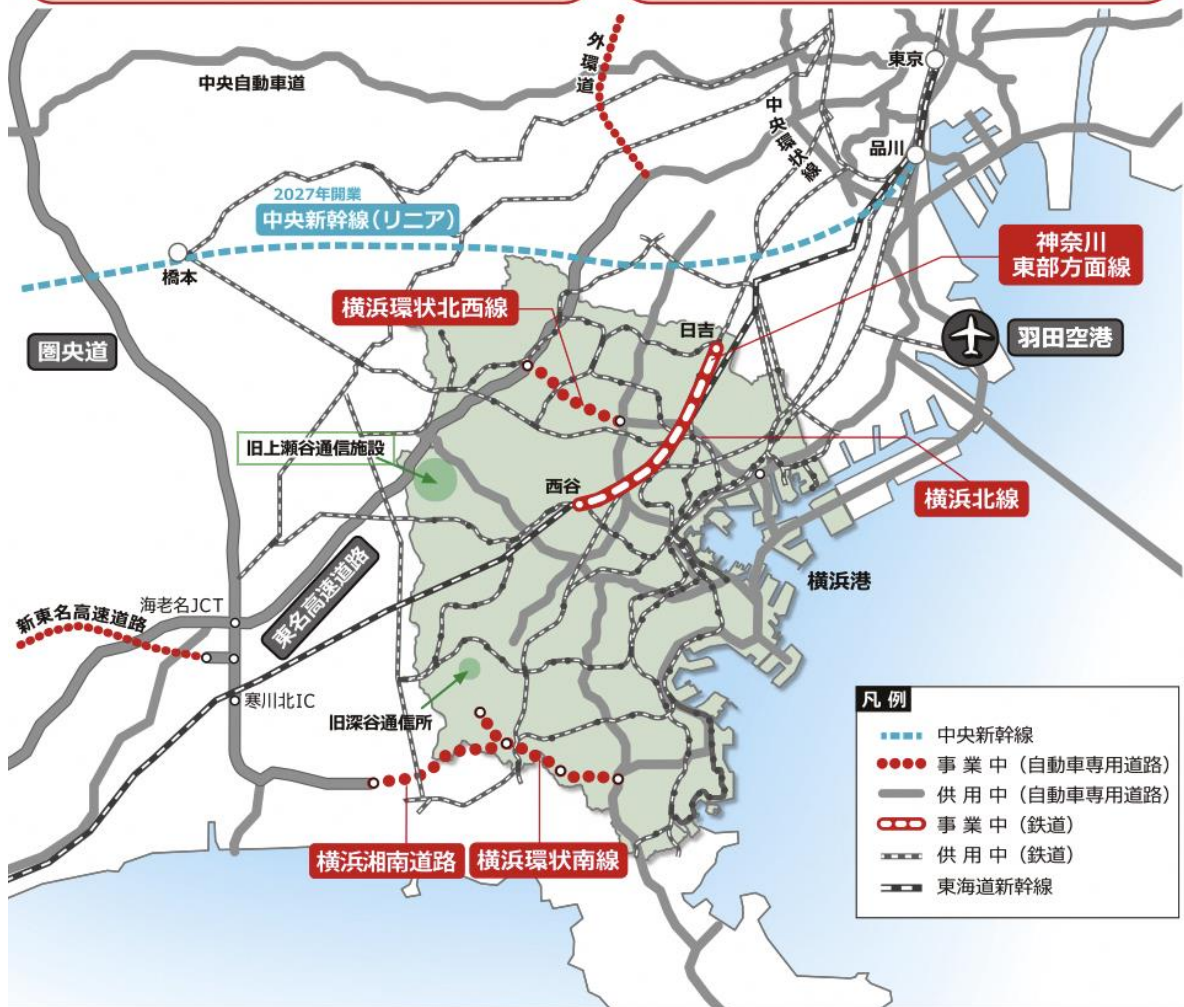 外環道
東京
中央自動車道
中央環状線
品川
2027年開業
中央新幹線(リニア)
橋本
神奈川
東部方面線
横浜環状北西線
日吉
圏央道
羽田空港
旧上瀬谷通信施設
西谷
横浜北線
東名高速道路
横浜港
海老名JCT
新東名高速道路
寒川北IC
旧深谷通信所
横浜湘南道路
横浜環状南線
凡例
中央新幹線
事業中(自動車専用道路)
供用中(自動車専用道路)
事業中(鉄道)
供用中(鉄道)
東海道新幹線